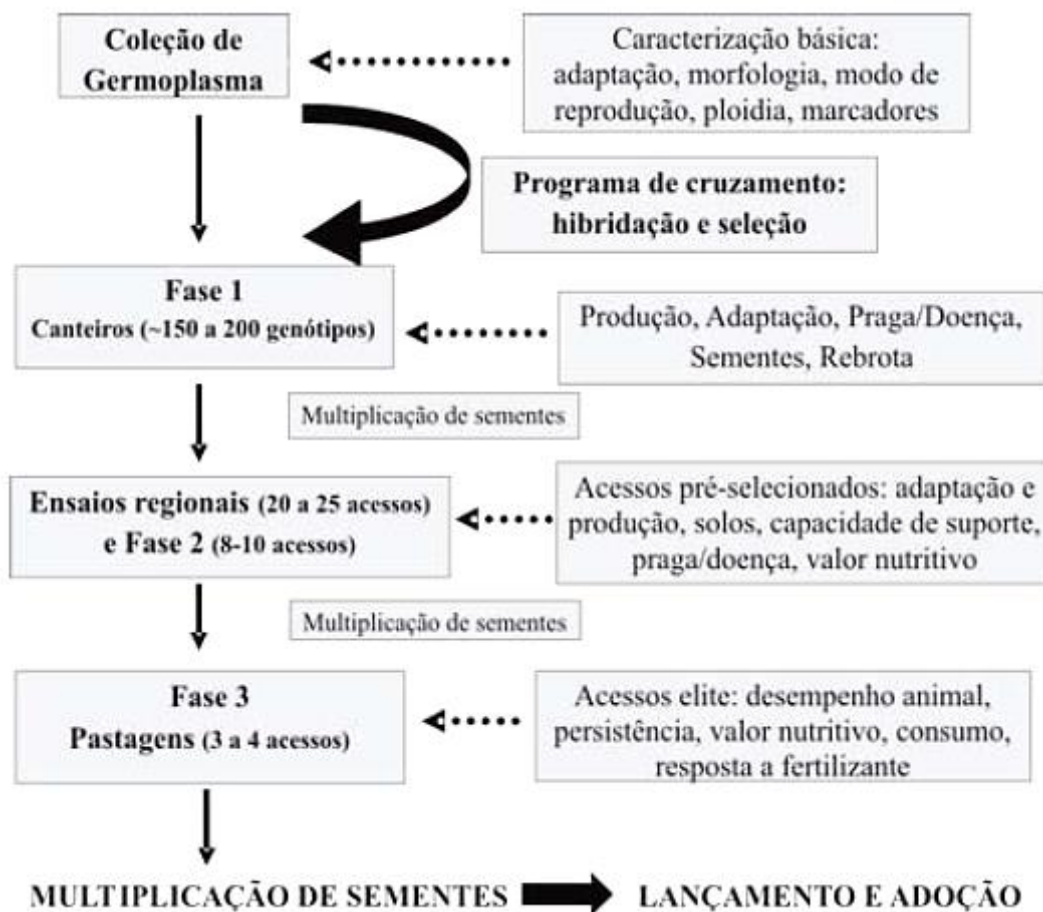 Coleção de
Germoplasma
Caracterização básica:
adaptação, morfologia, modo de
reprodução, ploidia, marcadores
Programa de cruzamento:
hibridação e seleção
Fase 1
Canteiros (~150 a 200 genótipos)
Produção, Adaptação, Praga/Doença,
Sementes, Rebrota
Multiplicação de sementes
Ensaios regionais (20 a 25 acessos)
e Fase 2 (8-10 acessos)
Acessos pré-selecionados: adaptação e
produção, solos, capacidade de suporte,
praga/doença, valor nutritivo
Multiplicação de sementes
Fase 3
Pastagens (3 a 4 acessos)
Acessos elite: desempenho animal,
persistência, valor nutritivo, consumo,
resposta a fertilizante
MULTIPLICAÇÃO DE SEMENTES
LANÇAMENTO E ADOÇÃO